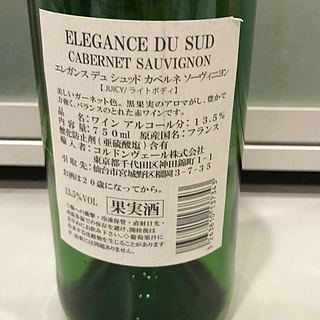 ELEGANCE DU SUD
CABERNET SAUVIGNON
エレガンス デュ シュッド カベルネ ソーヴィニヨン
[JUICY/ライトボディ]
美しいガーネット色。黒果実のアロマがし、豊かで
力強く、バランスのとれた赤ワインです。
品名:ワイン アルコール分:13.5%
内容量:750ml 原産国名:フランス
酸化防止剤(亜硫酸塩)含有
輸入者:コルドンヴェール株式会社
東京都千代田区神田錦町1-1
引取先:仙台市宮城野区榴岡3-7-35
お酒は20歳になってから。
13.5%VOL
果実酒